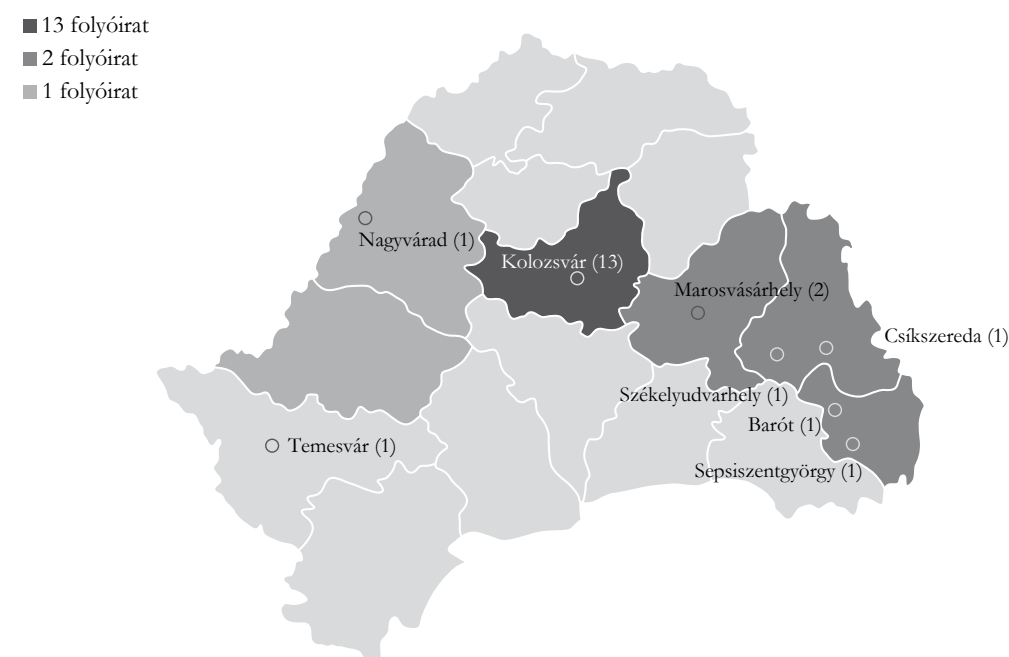 13 folyóirat
2 folyóirat
1 folyóirat
Nagyvárad (1)
Kolozsvár (13)
Marosvásárhely (2)
Csíkszereda (1)
Székelyudvarhely (1)
Barót (1)
Temesvár (1)
Sepsiszentgyörgy (1)